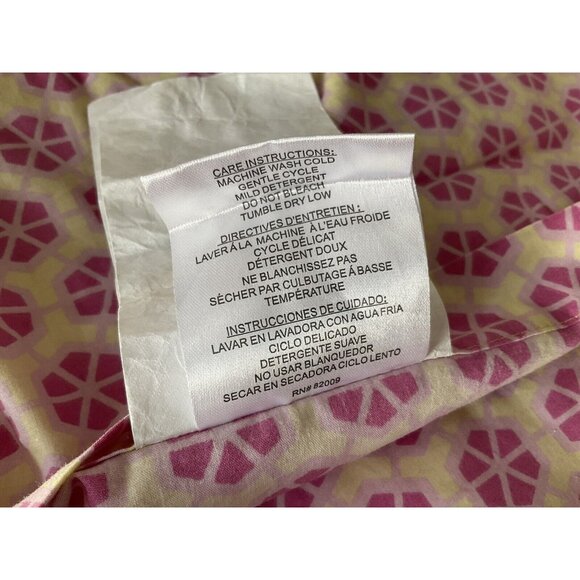 CARE INSTRUCTIONS:
MACHINE WASH COLD
GENTLE CYCLE
MILD DETERGENT
DO NOT BLEACH
TUMBLE DRY LOW
DIRECTIVES D'ENTRETIEN :
LAVER À LA MACHINE À L'EAU FROIDE
CYCLE DÉLICAT
DÉTERGENT DOUX
NE BLANCHISSEZ PAS
SÉCHER PAR CULBUTAGE À BASSE
TEMPÉRATURE
INSTRUCCIONES DE CUIDADO:
LAVAR EN LAVADORA CON AGUA FRIA
CICLO DELICADO
DETERGENTE SUAVE
NO USAR BLANQUEDOR
SECAR EN SECADORA CICLO LENTO
RN# 82009